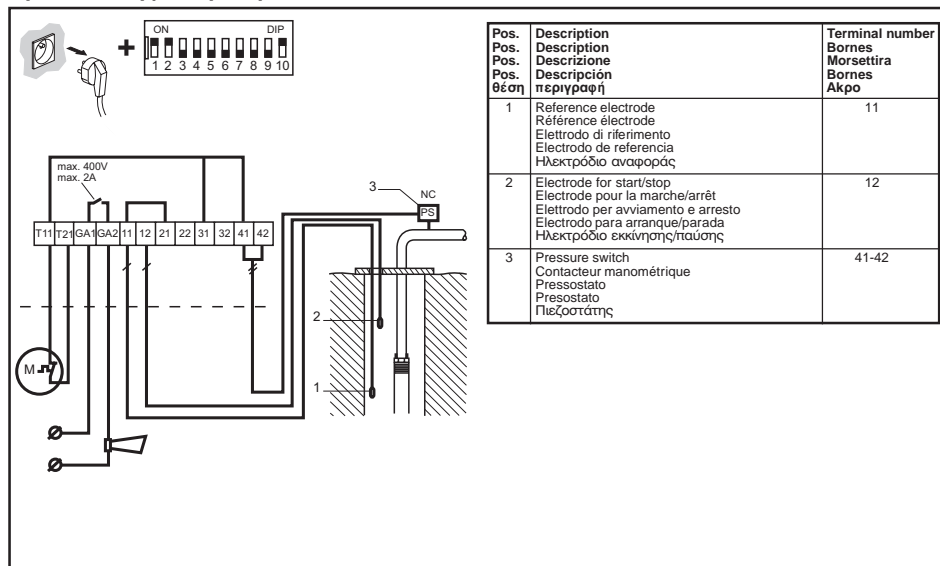 ON DIP
1 2 3 4 5 6 7 8 9 10
+
max. 400V
max. 2A
3
NC
PS
T11 T21 GA1 GA2 11 12 21 22 31 32 41 42
2
M
1
Pos. Description Terminal number
Pos. Description Bornes
Pos. Descrizione Morsettira
Pos. Descripción Bornes
θέση περιγραφή Ακρο
1 Reference electrode 11
Référence électrode
Elettrodo di riferimento
Electrodo de referencia
Ηλεκτρόδιο αναφοράς
2 Electrode for start/stop 12
Electrode pour la marche/arrêt
Elettrodo per avviamento e arresto
Electrodo para arranque/parada
Ηλεκτρόδιο εκκίνησης/παύσης
3 Pressure switch 41-42
Contacteur manométrique
Pressostato
Presostato
Πιεζοστάτης